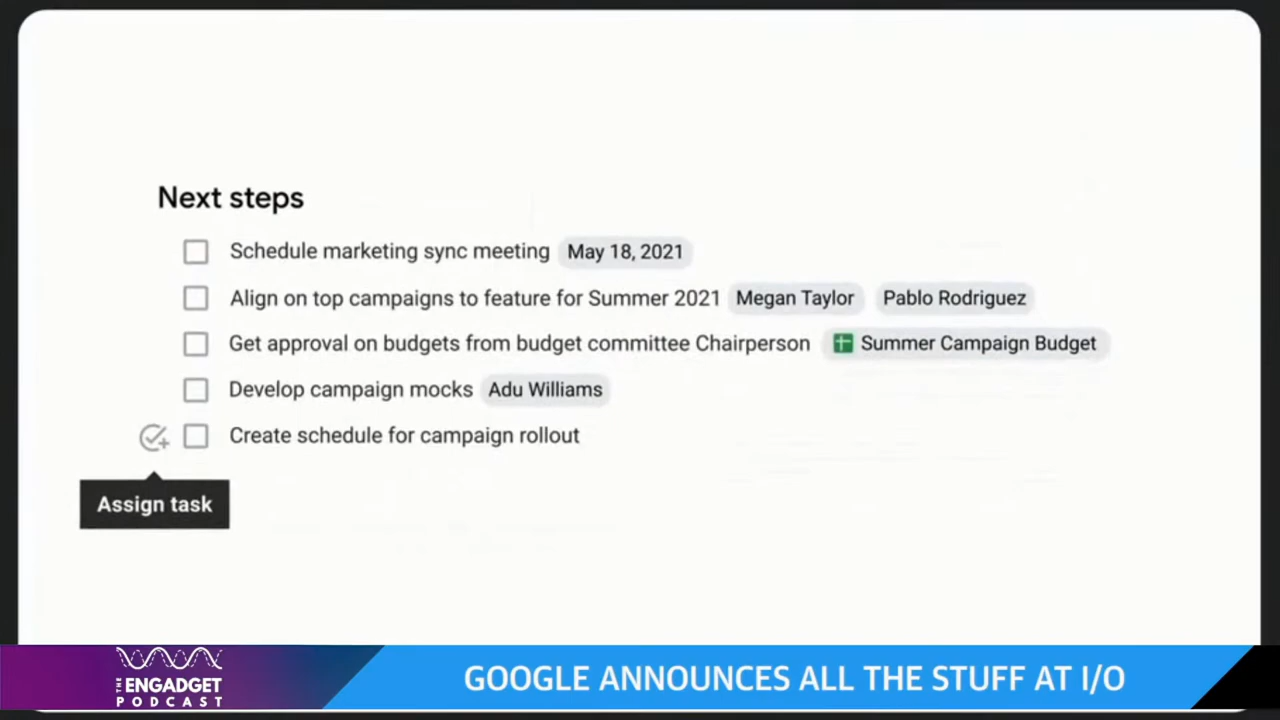 Next steps
Schedule marketing sync meeting May 18, 2021
Align on top campaigns to feature for Summer 2021 Megan Taylor Pablo Rodriguez
Get approval on budgets from budget committee Chairperson Summer Campaign Budget
Develop campaign mocks Adu Williams
Create schedule for campaign rollout
Assign task
THE ENGADGET
PODCAST
GOOGLE ANNOUNCES ALL THE STUFF AT I/O